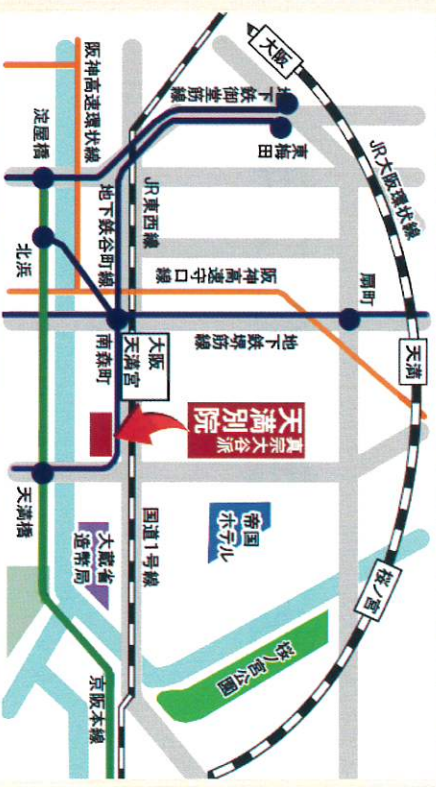 大阪
JR大阪環状線
天満
桜ノ宮
地下鉄御堂筋線
東梅田
扇町
阪神高速守口線
地下鉄堺筋線
阪神高速環状線
JR東西線
地下鉄谷町線
大阪
天満宮
南森町
真宗大谷派
天満別院
帝国
ホテル
桜ノ宮公園
国道1号線
大蔵省
造幣局
淀屋橋
北浜
天満橋
京阪本線